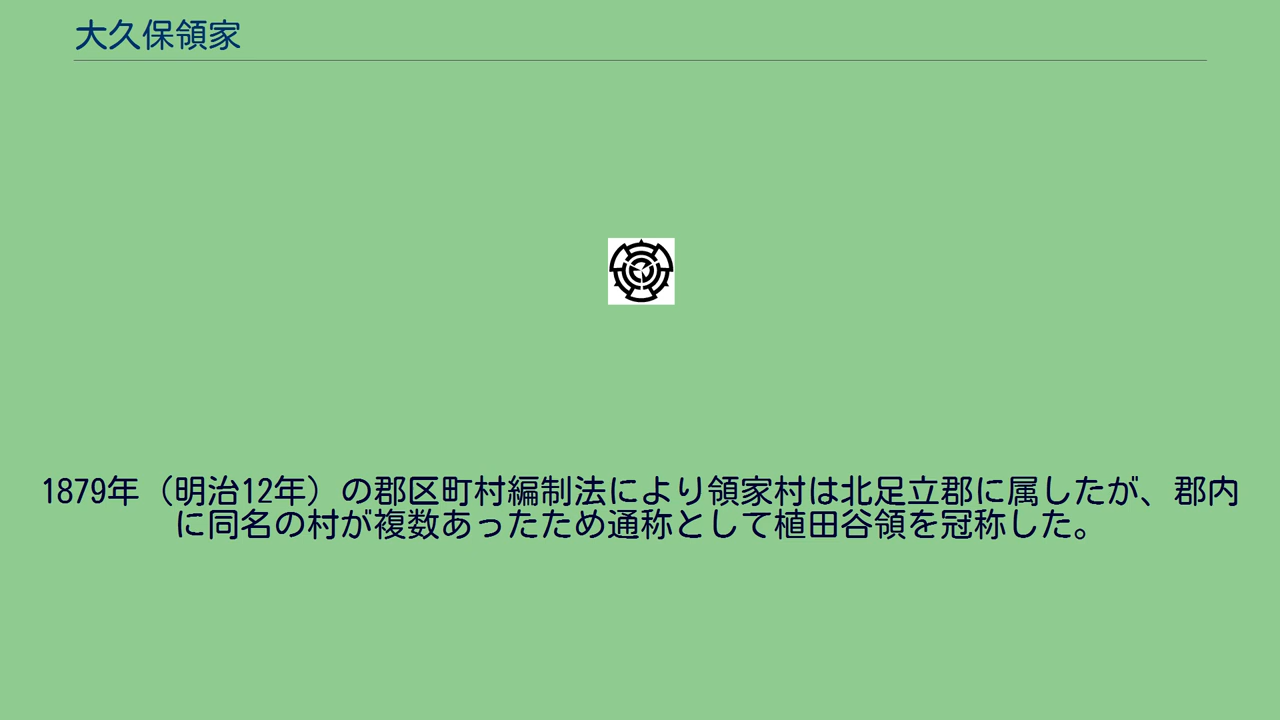 大久保領家
1879年（明治12年）の郡区町村編制法により領家村は北足立郡に属したが、郡内
に同名の村が複数あったため通称として植田谷領を冠称した。